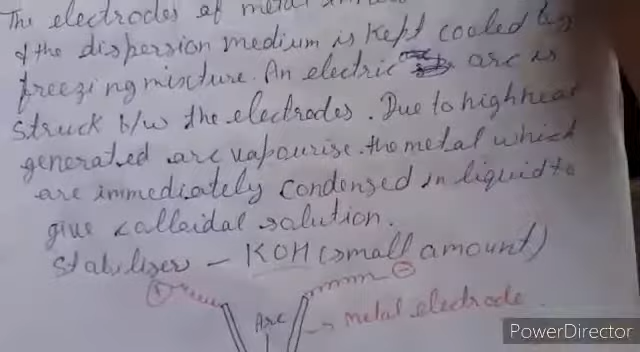 The electrodes of metal
of the dispersion medium is kept cooled by
freezing mixture. An electric arc is
struck b/w the electrodes. Due to high heat
generated arc vapourise the metal which
are immediately condensed in liquid to
give colloidal solution.
Stabilizer - KOH (small amount)
+ -
Arc
metal electrode.
PowerDirector